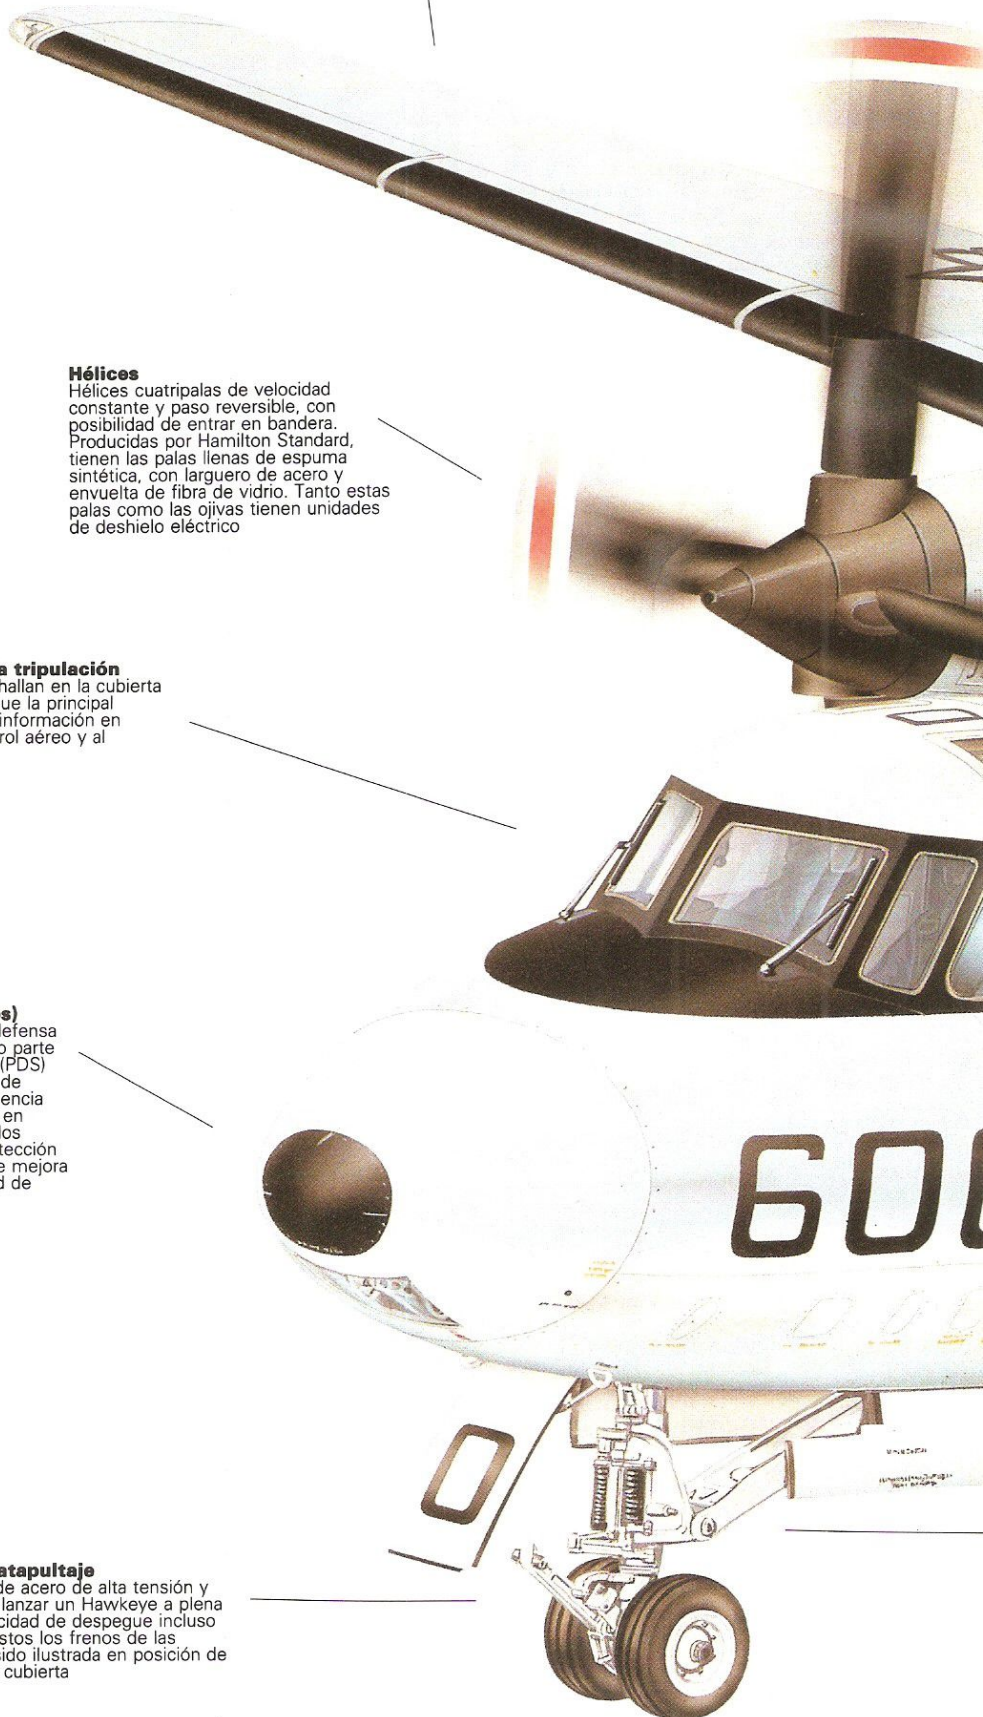 Hélices
Hélices cuatripalas de velocidad
constante y paso reversible, con
posibilidad de entrar en bandera.
Producidas por Hamilton Standard,
tienen las palas llenas de espuma
sintética, con larguero de acero y
envuelta de fibra de vidrio. Tanto estas
palas como las ojivas tienen unidades
de deshielo eléctrico
a tripulación
hallan en la cubierta
ue la principal
información en
rol aéreo y al
s)
efensa
o parte
(PDS)
de
encia
en
los
tección
e mejora
d de
600
0
atapultaje
de acero de alta tensión y
lanzar un Hawkeye a plena
cidad de despegue incluso
stos los frenos de las
sido ilustrada en posición de
cubierta